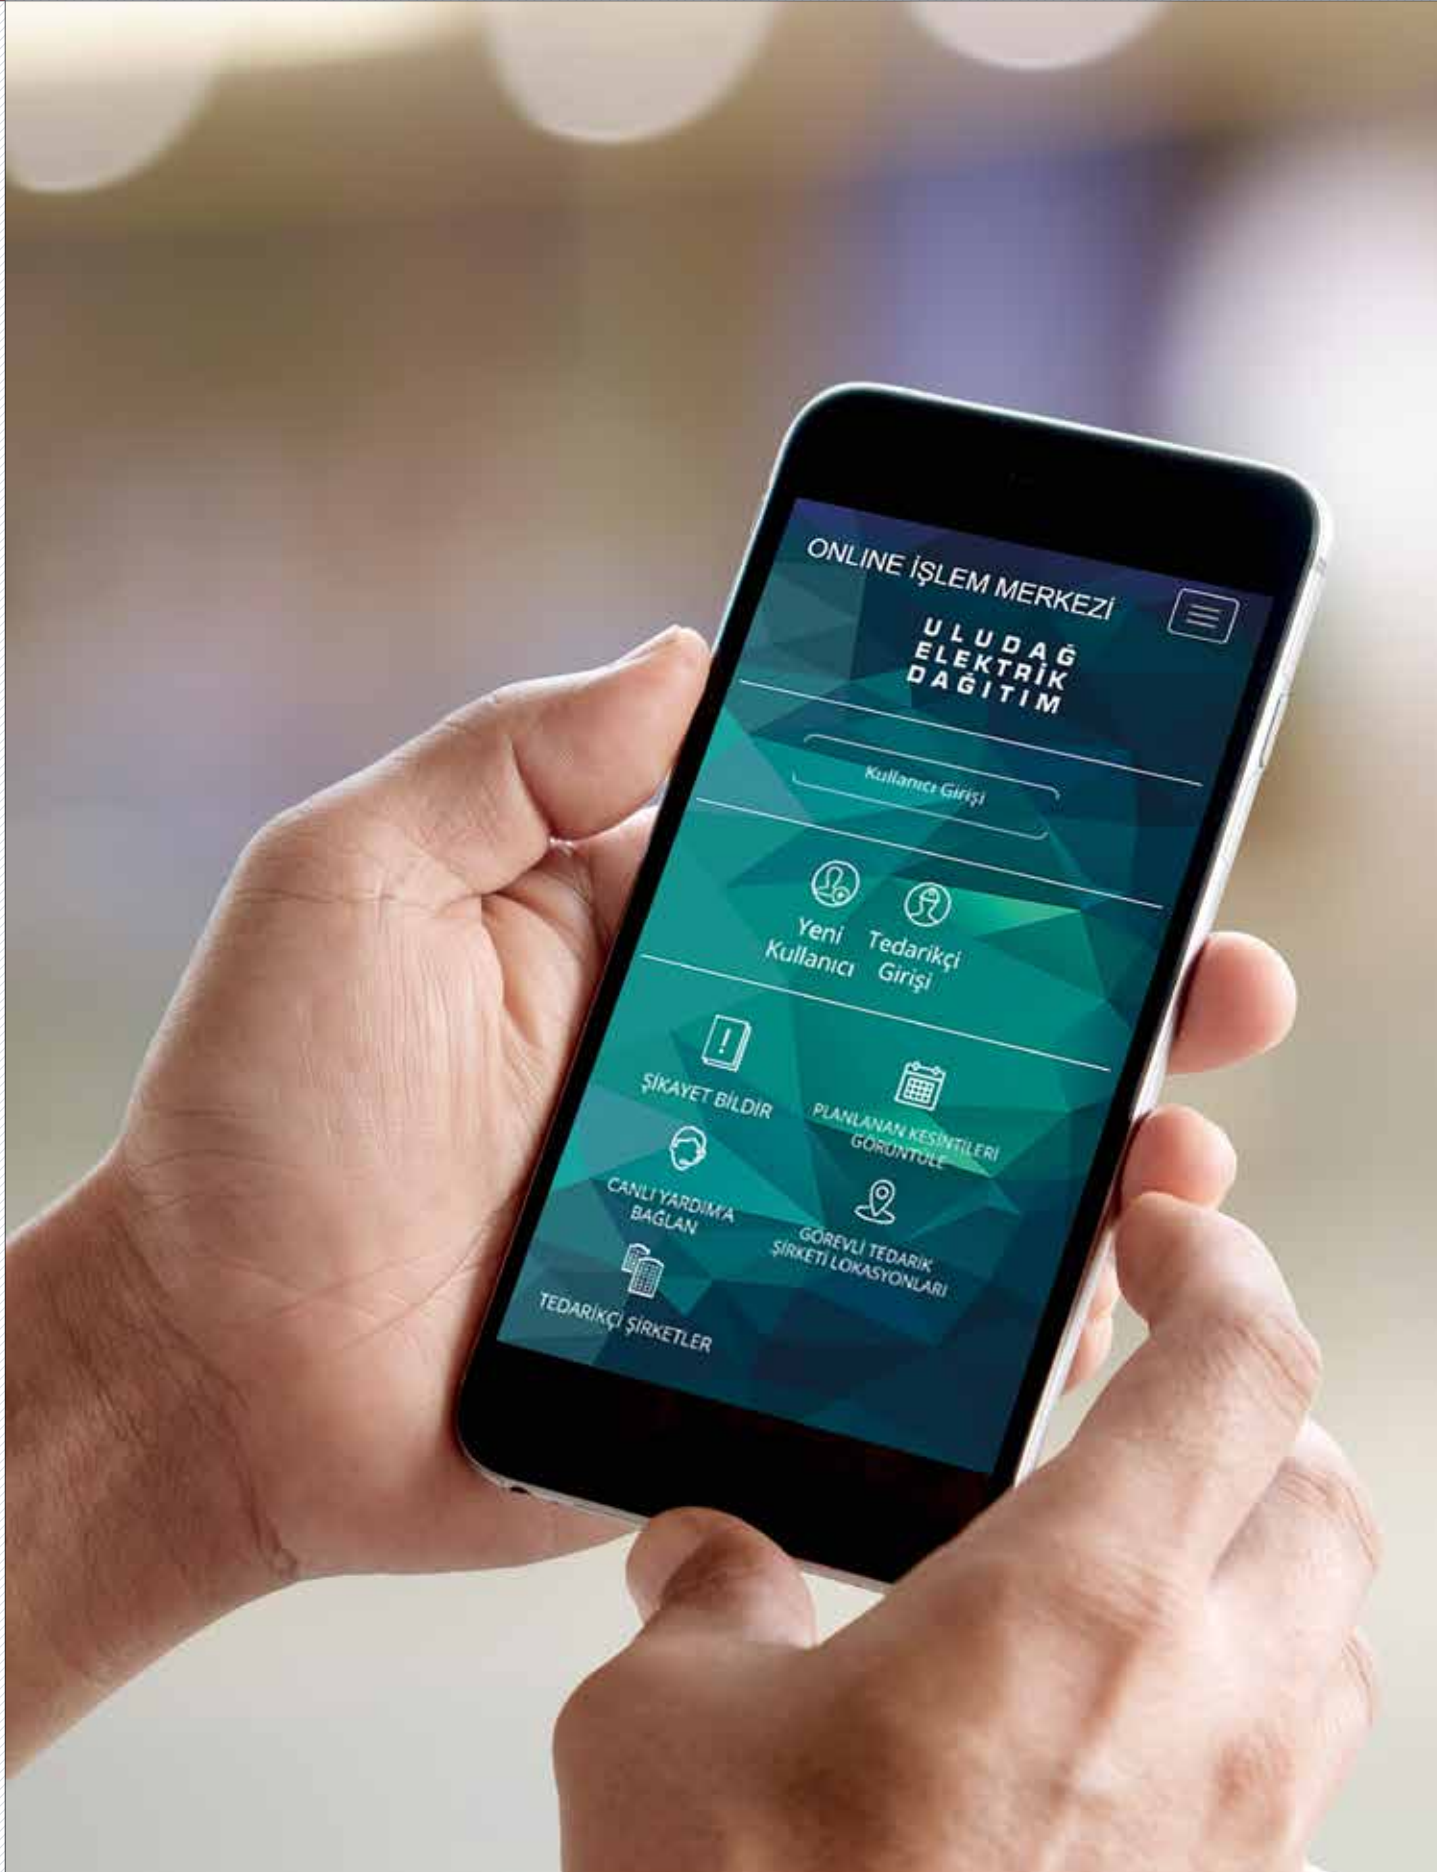 ONLINE İŞLEM MERKEZİ
ULUDAĞ
ELEKTRİK
DAĞITIM
Kullanıcı Girişi
Yeni
Kullanıcı
Tedarikçi
Girişi
ŞİKAYET BİLDİR
PLANLANAN KESİNTİLERİ
GÖRÜNTÜLE
CANLI YARDIM'A
BAĞLAN
GÖREVLİ TEDARİK
ŞİRKETİ LOKASYONLARI
TEDARİKÇİ ŞİRKETLER